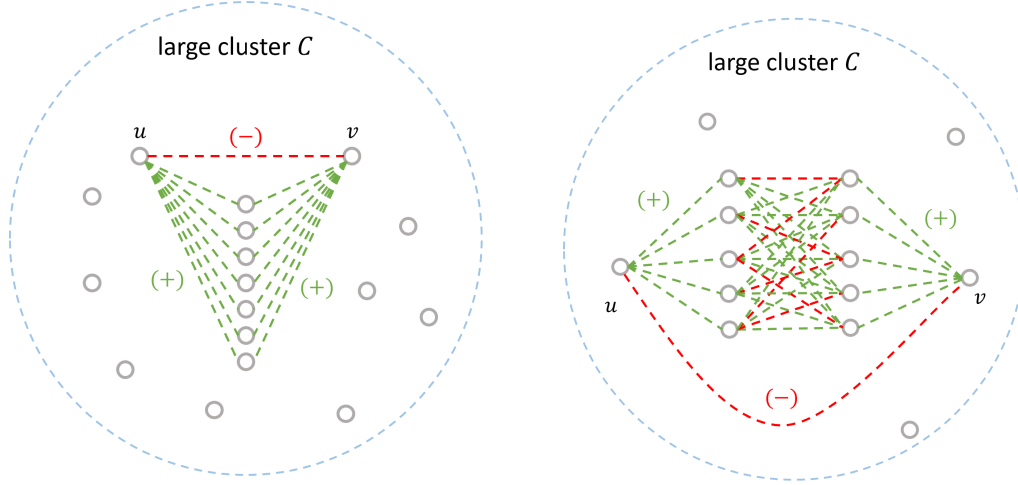 large cluster C
u
(−)
v
(+)
(+)
large cluster C
(+)
(+)
u
v
(−)